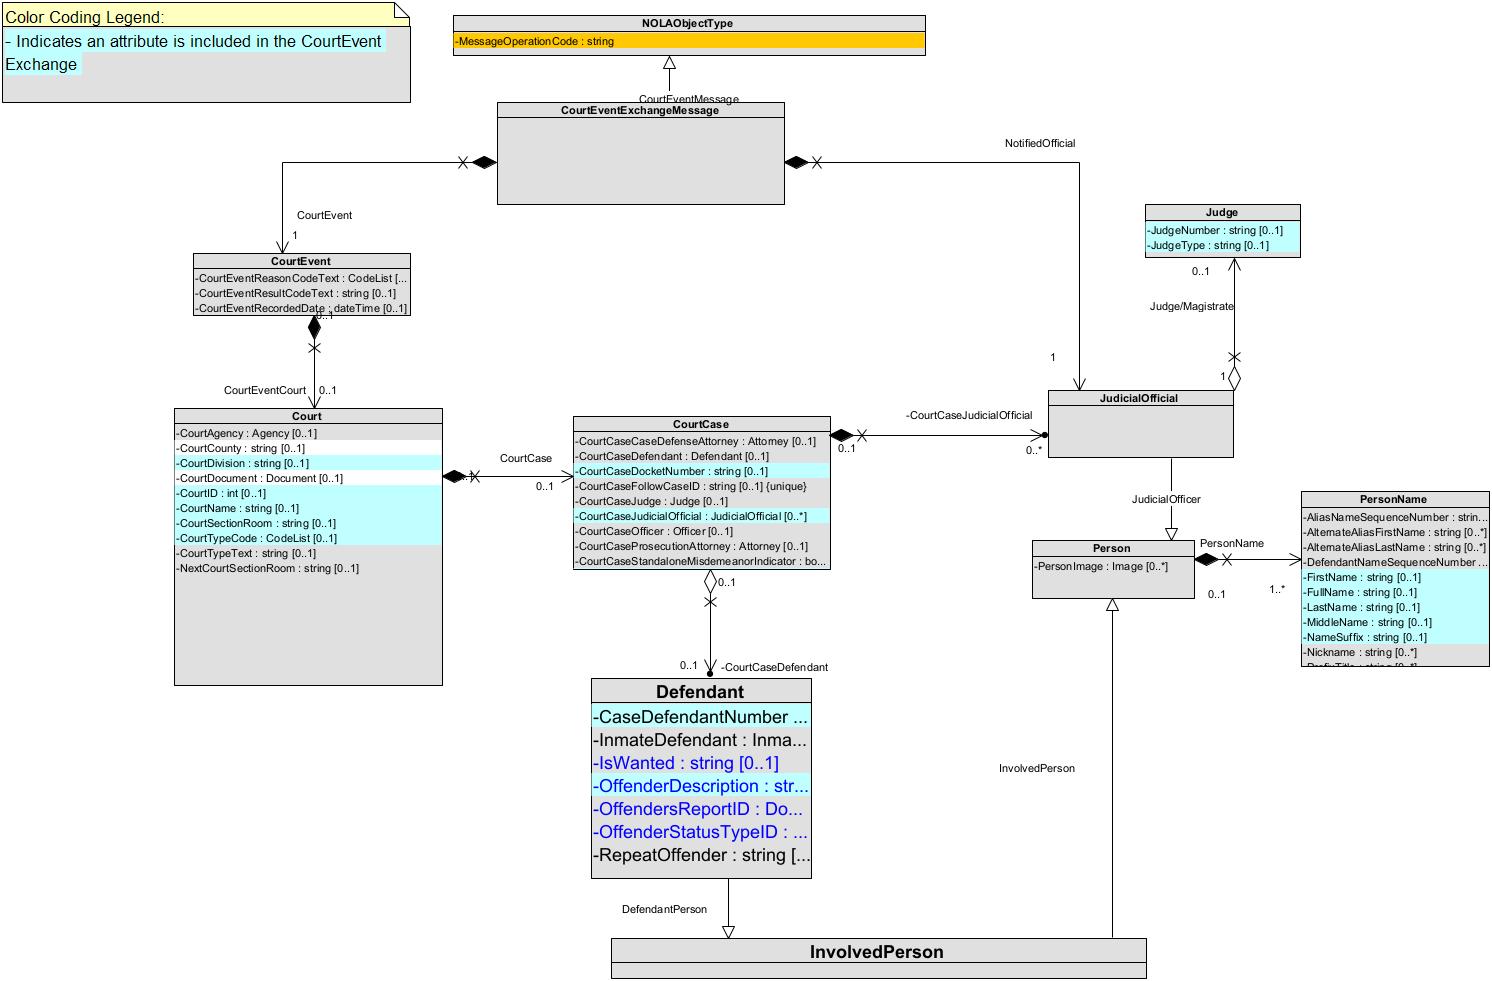 Color Coding Legend:
- Indicates an attribute is included in the CourtEvent
Exchange
NOLAObjectType
-MessageOperationCode : string
CourtEventMessage
CourtEventExchangeMessage
NotifiedOfficial
CourtEvent
1
CourtEvent
-CourtEventReasonCodeText : CodeList [...
-CourtEventResultCodeText : string [0..1]
-CourtEventRecordedDate : dateTime [0..1]
0..1
CourtEventCourt
0..1
Judge
-JudgeNumber : string [0..1]
-JudgeType : string [0..1]
0..1
Judge/Magistrate
1
1
Court
-CourtAgency : Agency [0..1]
-CourtCounty : string [0..1]
-CourtDivision : string [0..1]
-CourtDocument : Document [0..1]
-CourtID : int [0..1]
-CourtName : string [0..1]
-CourtSectionRoom : string [0..1]
-CourtTypeCode : CodeList [0..1]
-CourtTypeText : string [0..1]
-NextCourtSectionRoom : string [0..1]
CourtCase
0..1
CourtCase
-CourtCaseCaseDefenseAttorney : Attorney [0..1]
-CourtCaseDefendant : Defendant [0..1]
-CourtCaseDocketNumber : string [0..1]
-CourtCaseFollowCaseID : string [0..1] {unique}
-CourtCaseJudge : Judge [0..1]
-CourtCaseJudicialOfficial : JudicialOfficial [0..*]
-CourtCaseOfficer : Officer [0..1]
-CourtCaseProsecutionAttorney : Attorney [0..1]
-CourtCaseStandaloneMisdemeanorIndicator : bo...
-CourtCaseJudicialOfficial
0..1
0..*
JudicialOfficial
JudicialOfficer
Person
-PersonImage : Image [0..*]
PersonName
0..1
1..*
PersonName
-AliasNameSequenceNumber : strin...
-AlternateAliasFirstName : string [0..*]
-AlternateAliasLastName : string [0..*]
-DefendantNameSequenceNumber ...
-FirstName : string [0..1]
-FullName : string [0..1]
-LastName : string [0..1]
-MiddleName : string [0..1]
-NameSuffix : string [0..1]
-Nickname : string [0..*]
-PrefixTitle : string [0..*]
0..1
0..1
-CourtCaseDefendant
Defendant
-CaseDefendantNumber ...
-InmateDefendant : Inma...
-IsWanted : string [0..1]
-OffenderDescription : str...
-OffendersReportID : Do...
-OffenderStatusTypeID : ...
-RepeatOffender : string [...
InvolvedPerson
DefendantPerson
InvolvedPerson